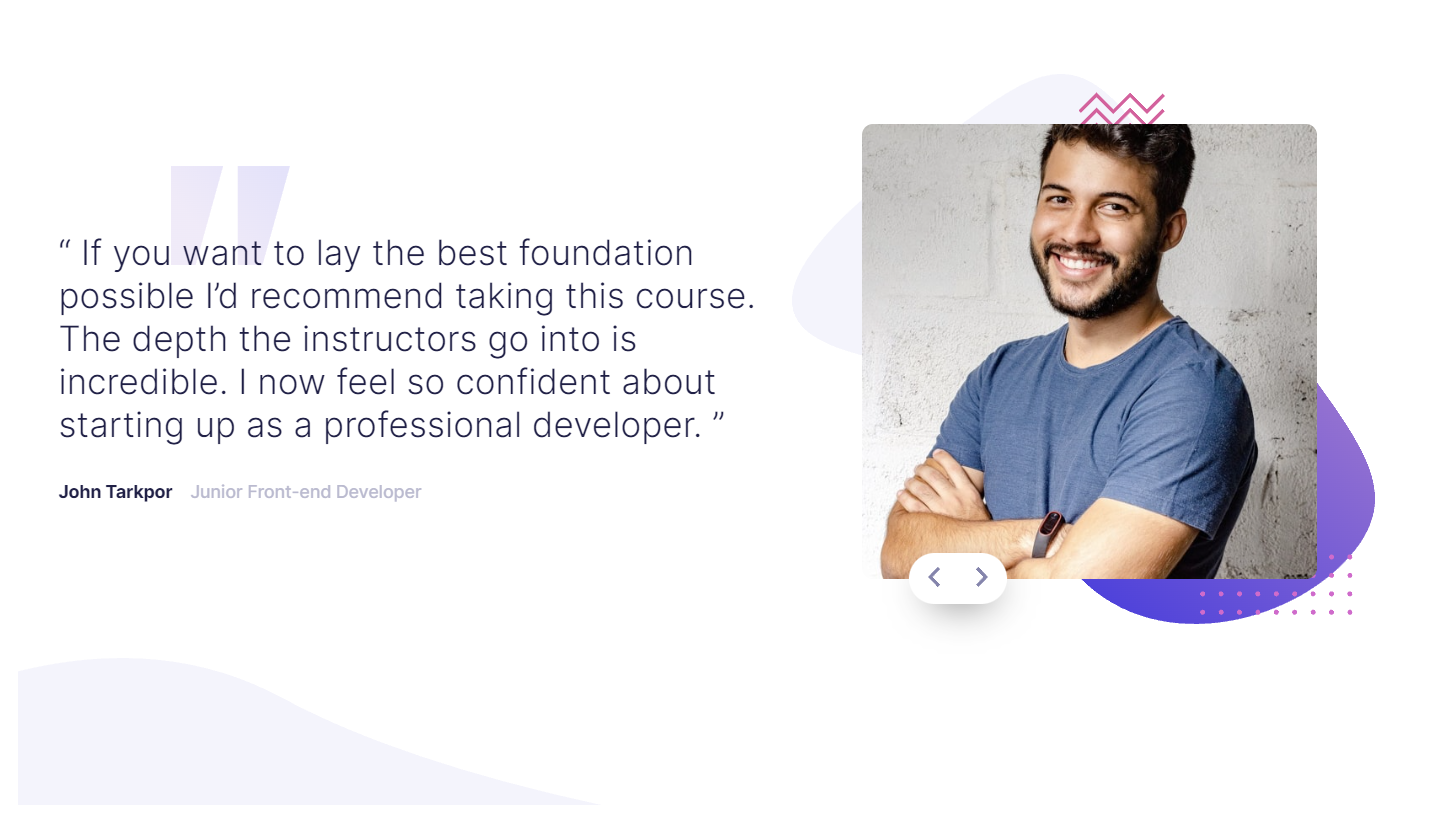 “ If you want to lay the best foundation
possible I’d recommend taking this course.
The depth the instructors go into is
incredible. I now feel so confident about
starting up as a professional developer. ”
John Tarkpor Junior Front-end Developer